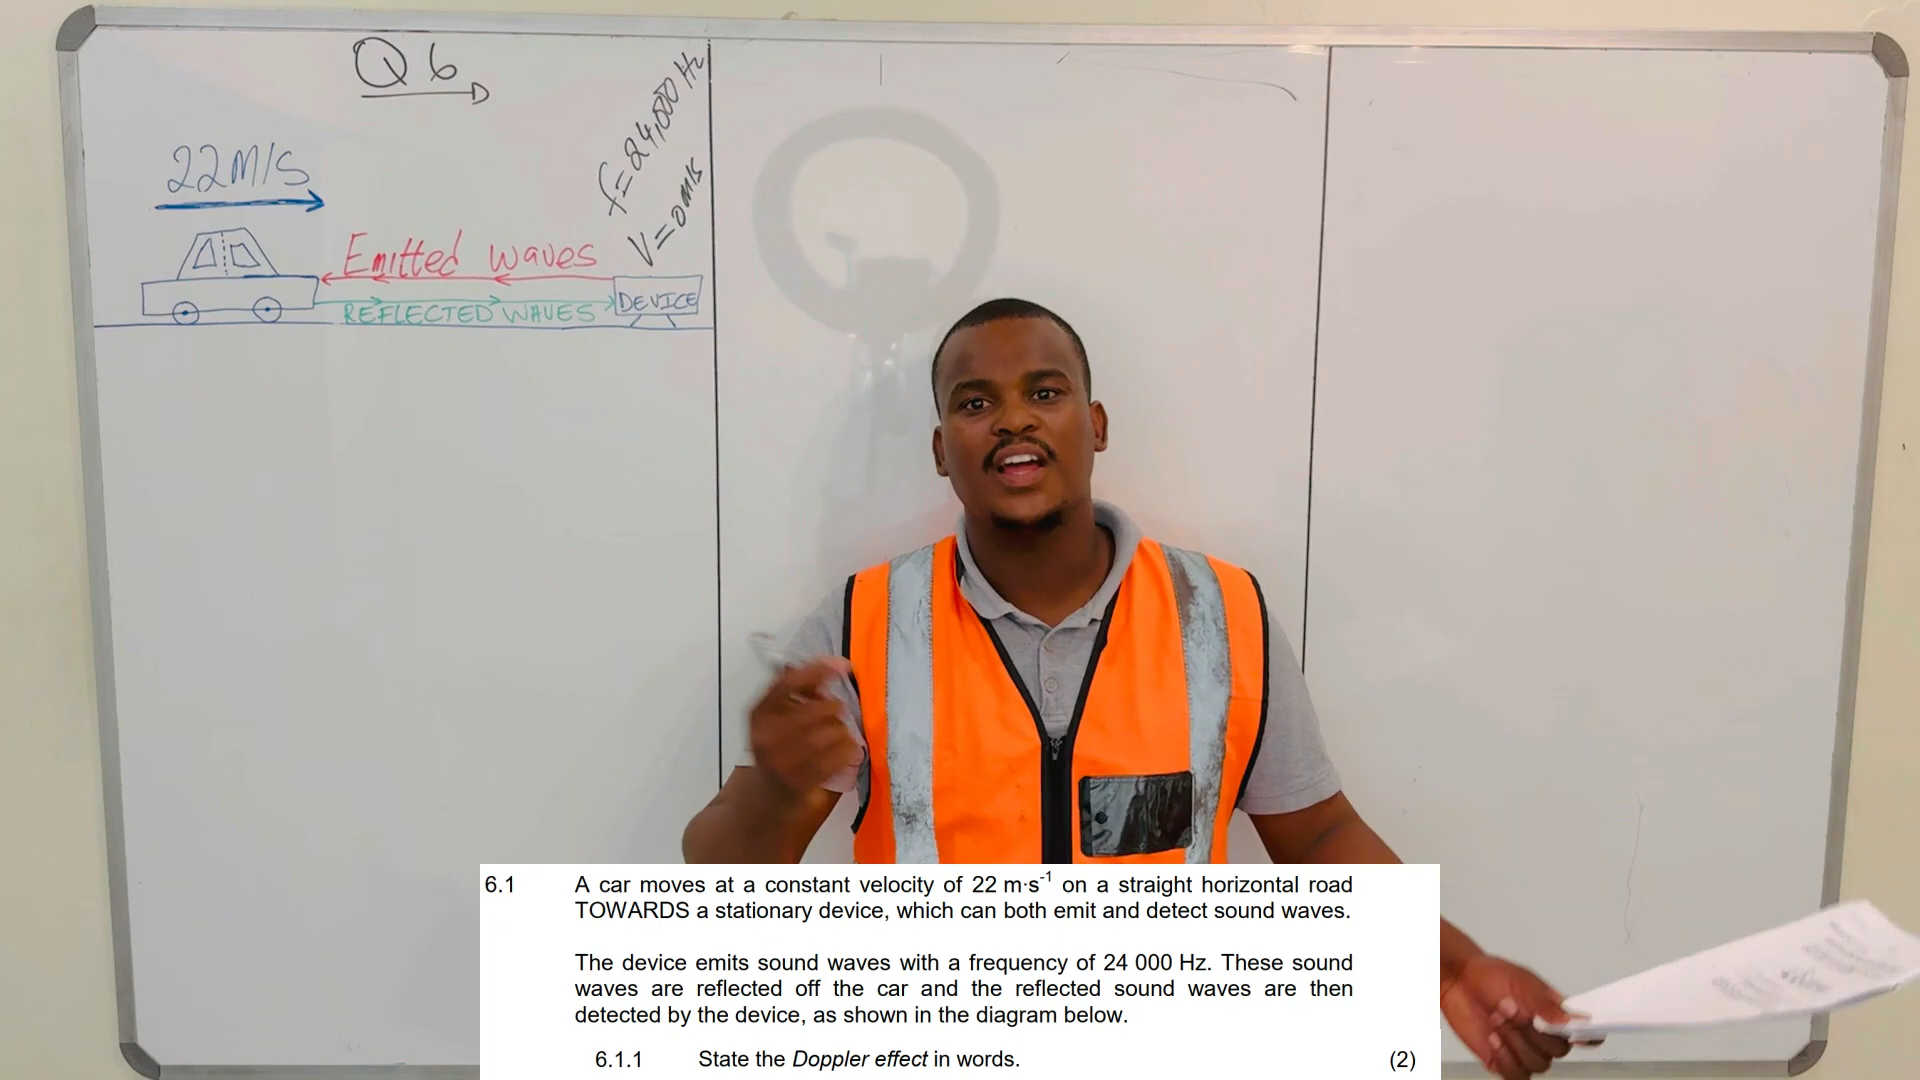 Q 6
22M/S
f=24,000 Hz
V=0m/s
Emitted waves
REFLECTED WAVES
DEVICE
6.1 A car moves at a constant velocity of 22 m·s⁻¹ on a straight horizontal road
TOWARDS a stationary device, which can both emit and detect sound waves.
The device emits sound waves with a frequency of 24 000 Hz. These sound
waves are reflected off the car and the reflected sound waves are then
detected by the device, as shown in the diagram below.
6.1.1 State the Doppler effect in words. (2)